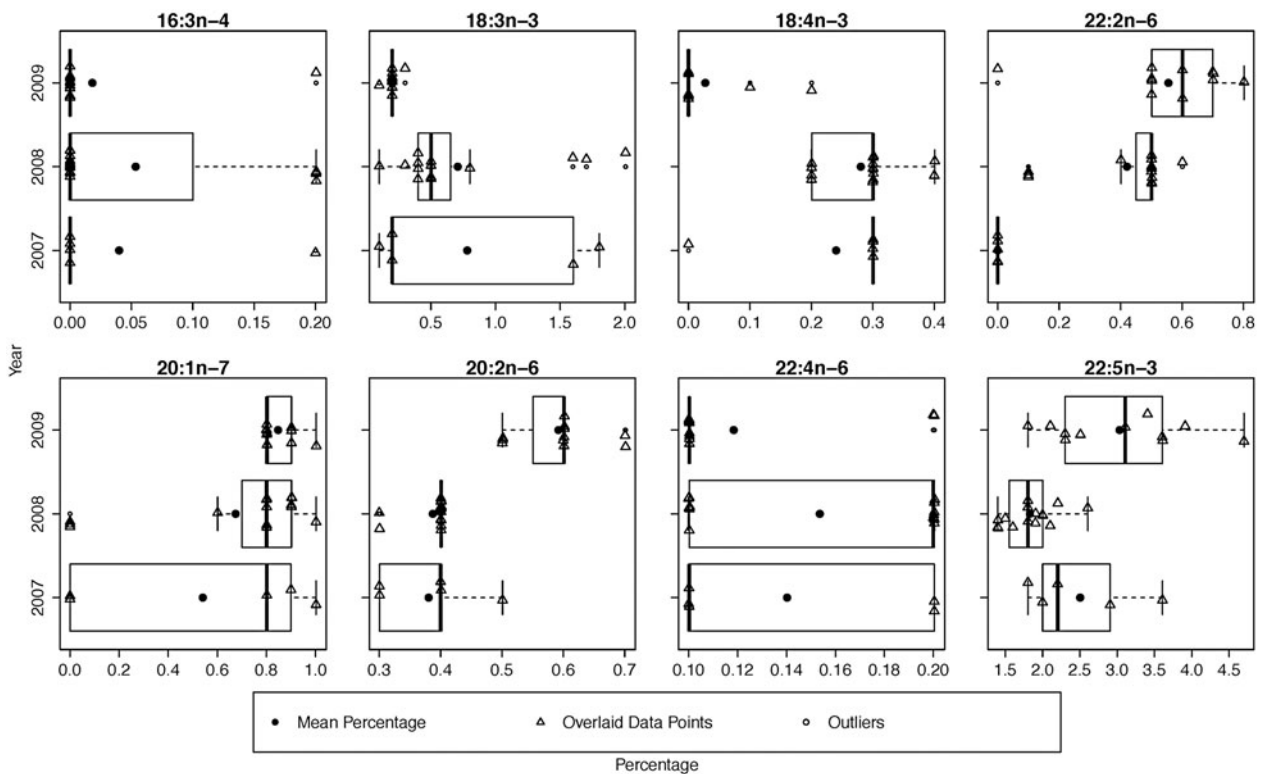 16:3n−4 18:3n−3 18:4n−3 22:2n−6
2009
2008
2007
0.00 0.05 0.10 0.15 0.20 0.5 1.0 1.5 2.0 0.0 0.1 0.2 0.3 0.4 0.0 0.2 0.4 0.6 0.8
Year
20:1n−7 20:2n−6 22:4n−6 22:5n−3
2009
2008
2007
0.0 0.2 0.4 0.6 0.8 1.0 0.3 0.4 0.5 0.6 0.7 0.10 0.12 0.14 0.16 0.18 0.20 1.5 2.0 2.5 3.0 3.5 4.0 4.5
Mean Percentage Overlaid Data Points Outliers
Percentage